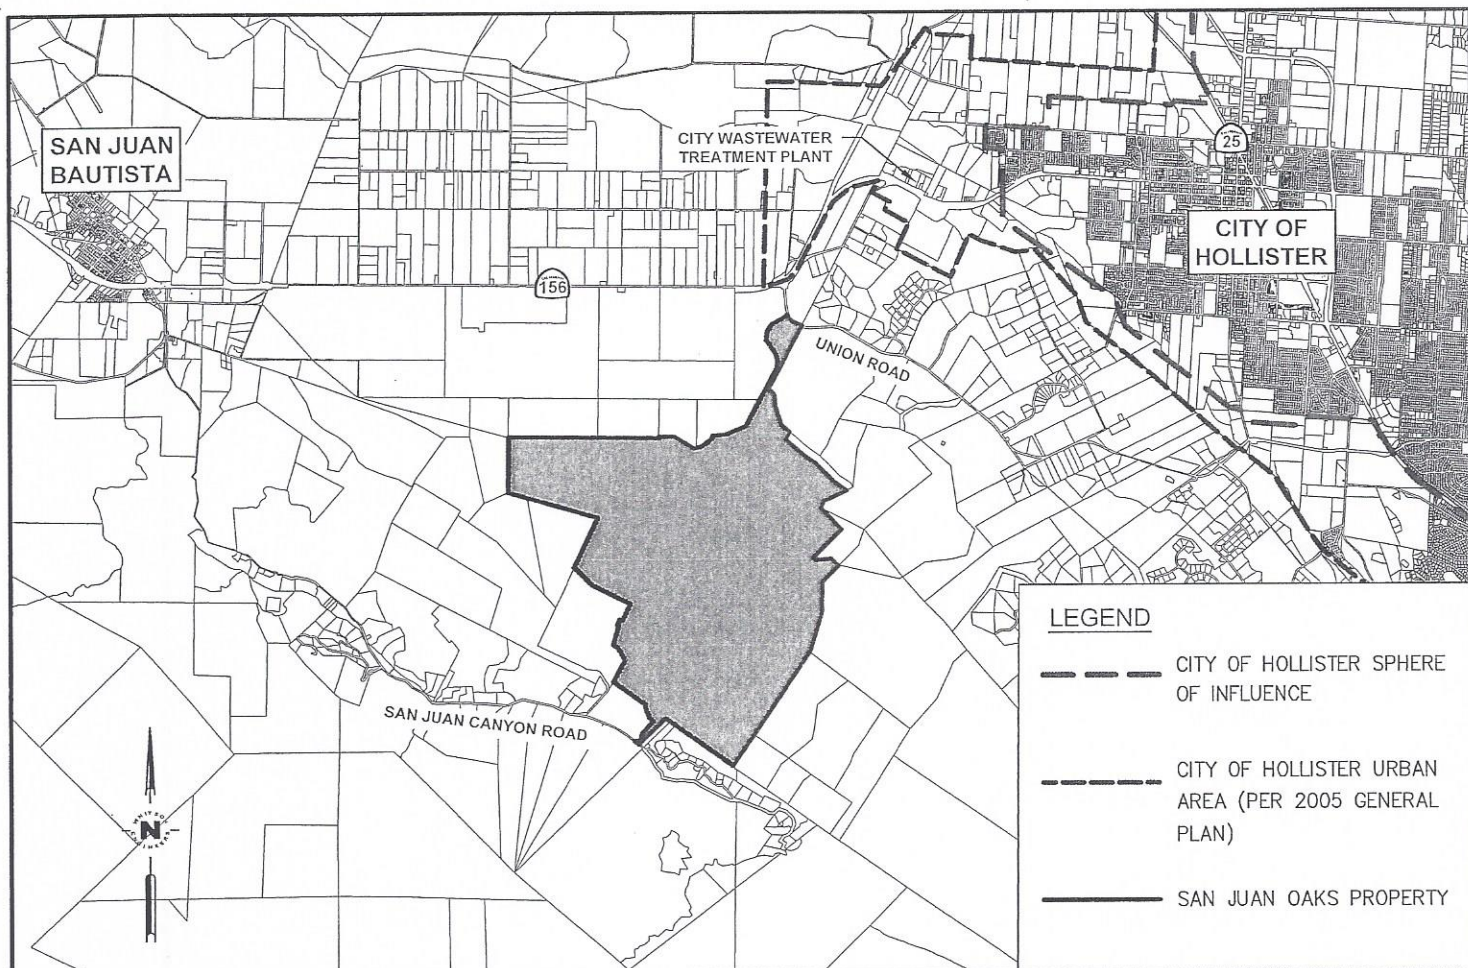 SAN JUAN
BAUTISTA
CITY WASTEWATER
TREATMENT PLANT
25
CITY OF
HOLLISTER
156
UNION ROAD
SAN JUAN CANYON ROAD
WHITSON
ENGINEERS
N
LEGEND
CITY OF HOLLISTER SPHERE
OF INFLUENCE
CITY OF HOLLISTER URBAN
AREA (PER 2005 GENERAL
PLAN)
SAN JUAN OAKS PROPERTY